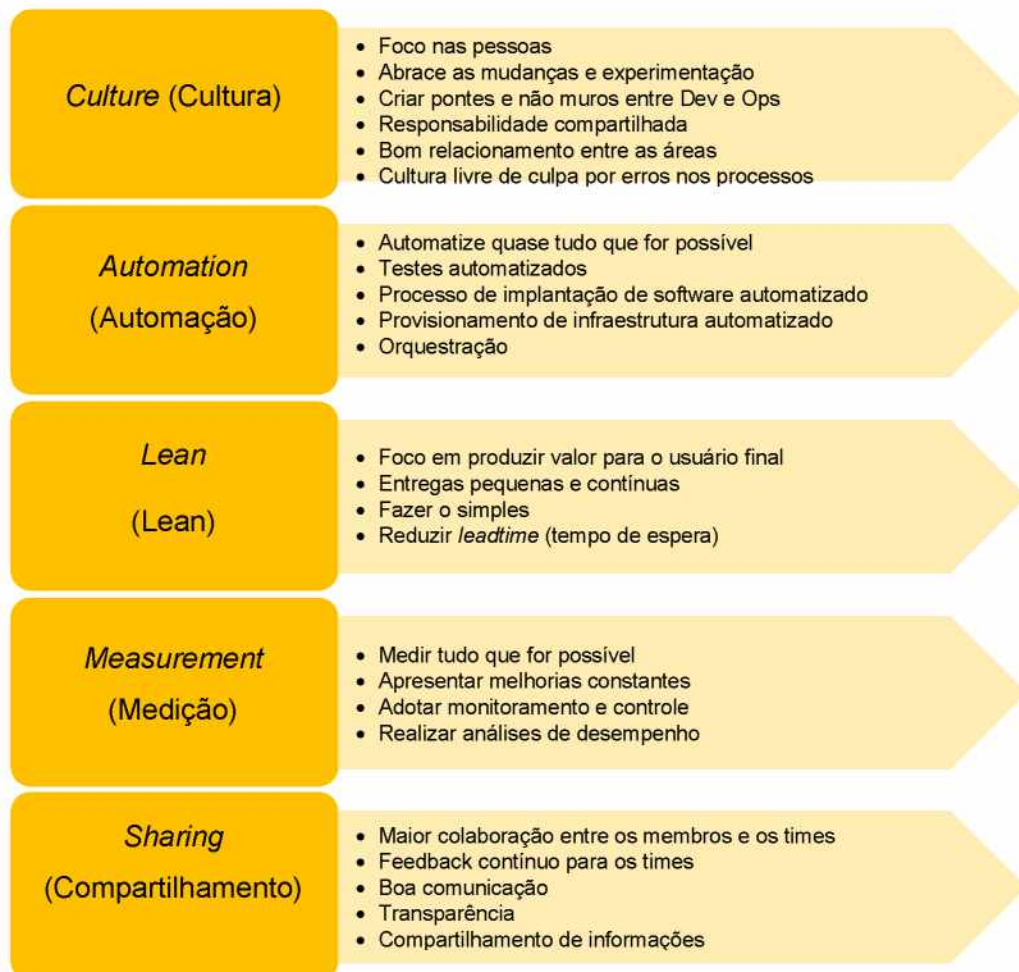 Culture (Cultura)
• Foco nas pessoas
• Abrace as mudanças e experimentação
• Criar pontes e não muros entre Dev e Ops
• Responsabilidade compartilhada
• Bom relacionamento entre as áreas
• Cultura livre de culpa por erros nos processos
Automation
(Automação)
• Automatize quase tudo que for possível
• Testes automatizados
• Processo de implantação de software automatizado
• Provisionamento de infraestrutura automatizado
• Orquestração
Lean
(Lean)
• Foco em produzir valor para o usuário final
• Entregas pequenas e contínuas
• Fazer o simples
• Reduzir leadtime (tempo de espera)
Measurement
(Medição)
• Medir tudo que for possível
• Apresentar melhorias constantes
• Adotar monitoramento e controle
• Realizar análises de desempenho
Sharing
(Compartilhamento)
• Maior colaboração entre os membros e os times
• Feedback contínuo para os times
• Boa comunicação
• Transparência
• Compartilhamento de informações